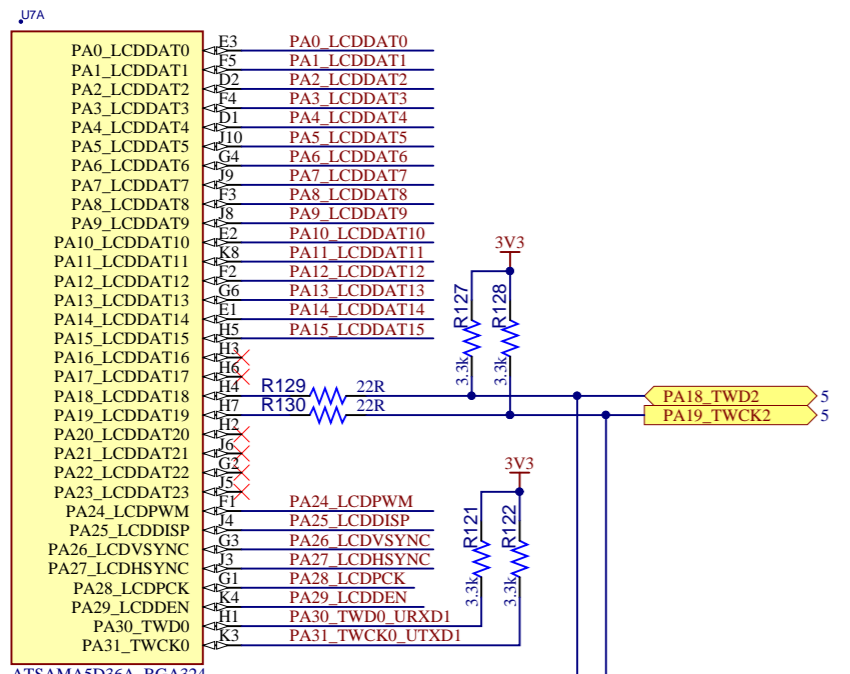 U7A
PA0_LCDDAT0 E3 PA0_LCDDAT0
PA1_LCDDAT1 F5 PA1_LCDDAT1
PA2_LCDDAT2 D2 PA2_LCDDAT2
PA3_LCDDAT3 F4 PA3_LCDDAT3
PA4_LCDDAT4 D1 PA4_LCDDAT4
PA5_LCDDAT5 J10 PA5_LCDDAT5
PA6_LCDDAT6 G4 PA6_LCDDAT6
PA7_LCDDAT7 J9 PA7_LCDDAT7
PA8_LCDDAT8 F3 PA8_LCDDAT8
PA9_LCDDAT9 J8 PA9_LCDDAT9
PA10_LCDDAT10 E2 PA10_LCDDAT10
3V3
PA11_LCDDAT11 K8 PA11_LCDDAT11
PA12_LCDDAT12 F2 PA12_LCDDAT12
PA13_LCDDAT13 G6 PA13_LCDDAT13
R127 R128
PA14_LCDDAT14 E1 PA14_LCDDAT14
PA15_LCDDAT15 H5 PA15_LCDDAT15
PA16_LCDDAT16 H3
3.3k 3.3k
PA17_LCDDAT17 H6
PA18_LCDDAT18 H4 R129 22R PA18_TWD2 5
PA19_LCDDAT19 H7 R130 22R PA19_TWCK2 5
PA20_LCDDAT20 H2
PA21_LCDDAT21 J6
PA22_LCDDAT22 G2
3V3
PA23_LCDDAT23 J5
PA24_LCDPWM F1 PA24_LCDPWM
PA25_LCDDISP J4 PA25_LCDDISP
R121 R122
PA26_LCDVSYNC G3 PA26_LCDVSYNC
PA27_LCDHSYNC J3 PA27_LCDHSYNC
PA28_LCDPCK G1 PA28_LCDPCK
3.3k 3.3k
PA29_LCDDEN K4 PA29_LCDDEN
PA30_TWD0 H1 PA30_TWD0_URXD1
PA31_TWCK0 K3 PA31_TWCK0_UTXD1
ATSAMA5D36A_BGA324